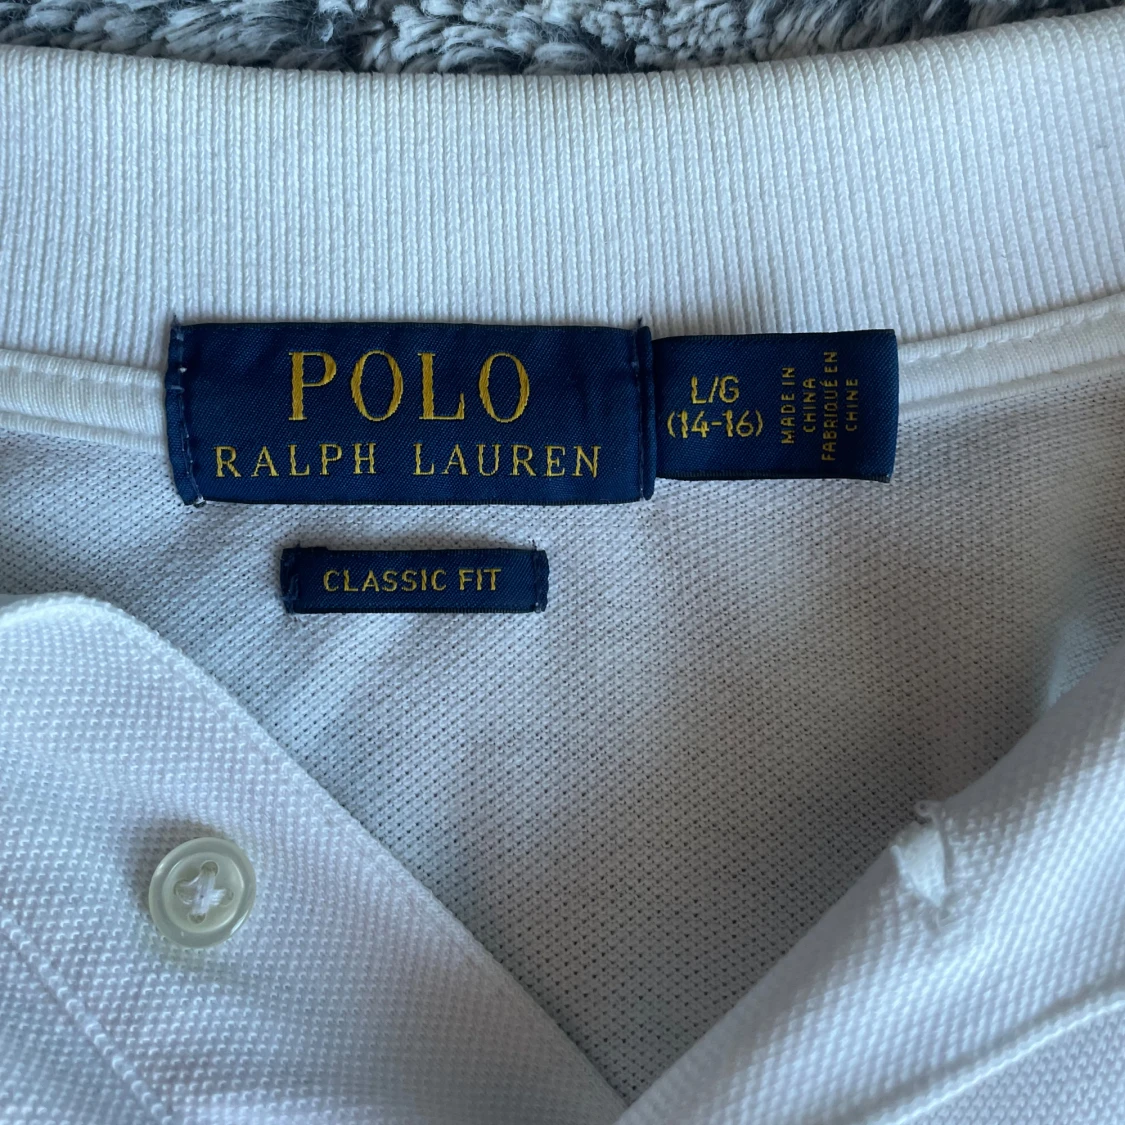 POLO
RALPH LAUREN
L/G
(14-16)
MADE IN
CHINA
FABRIQUÉ EN
CHINE
CLASSIC FIT